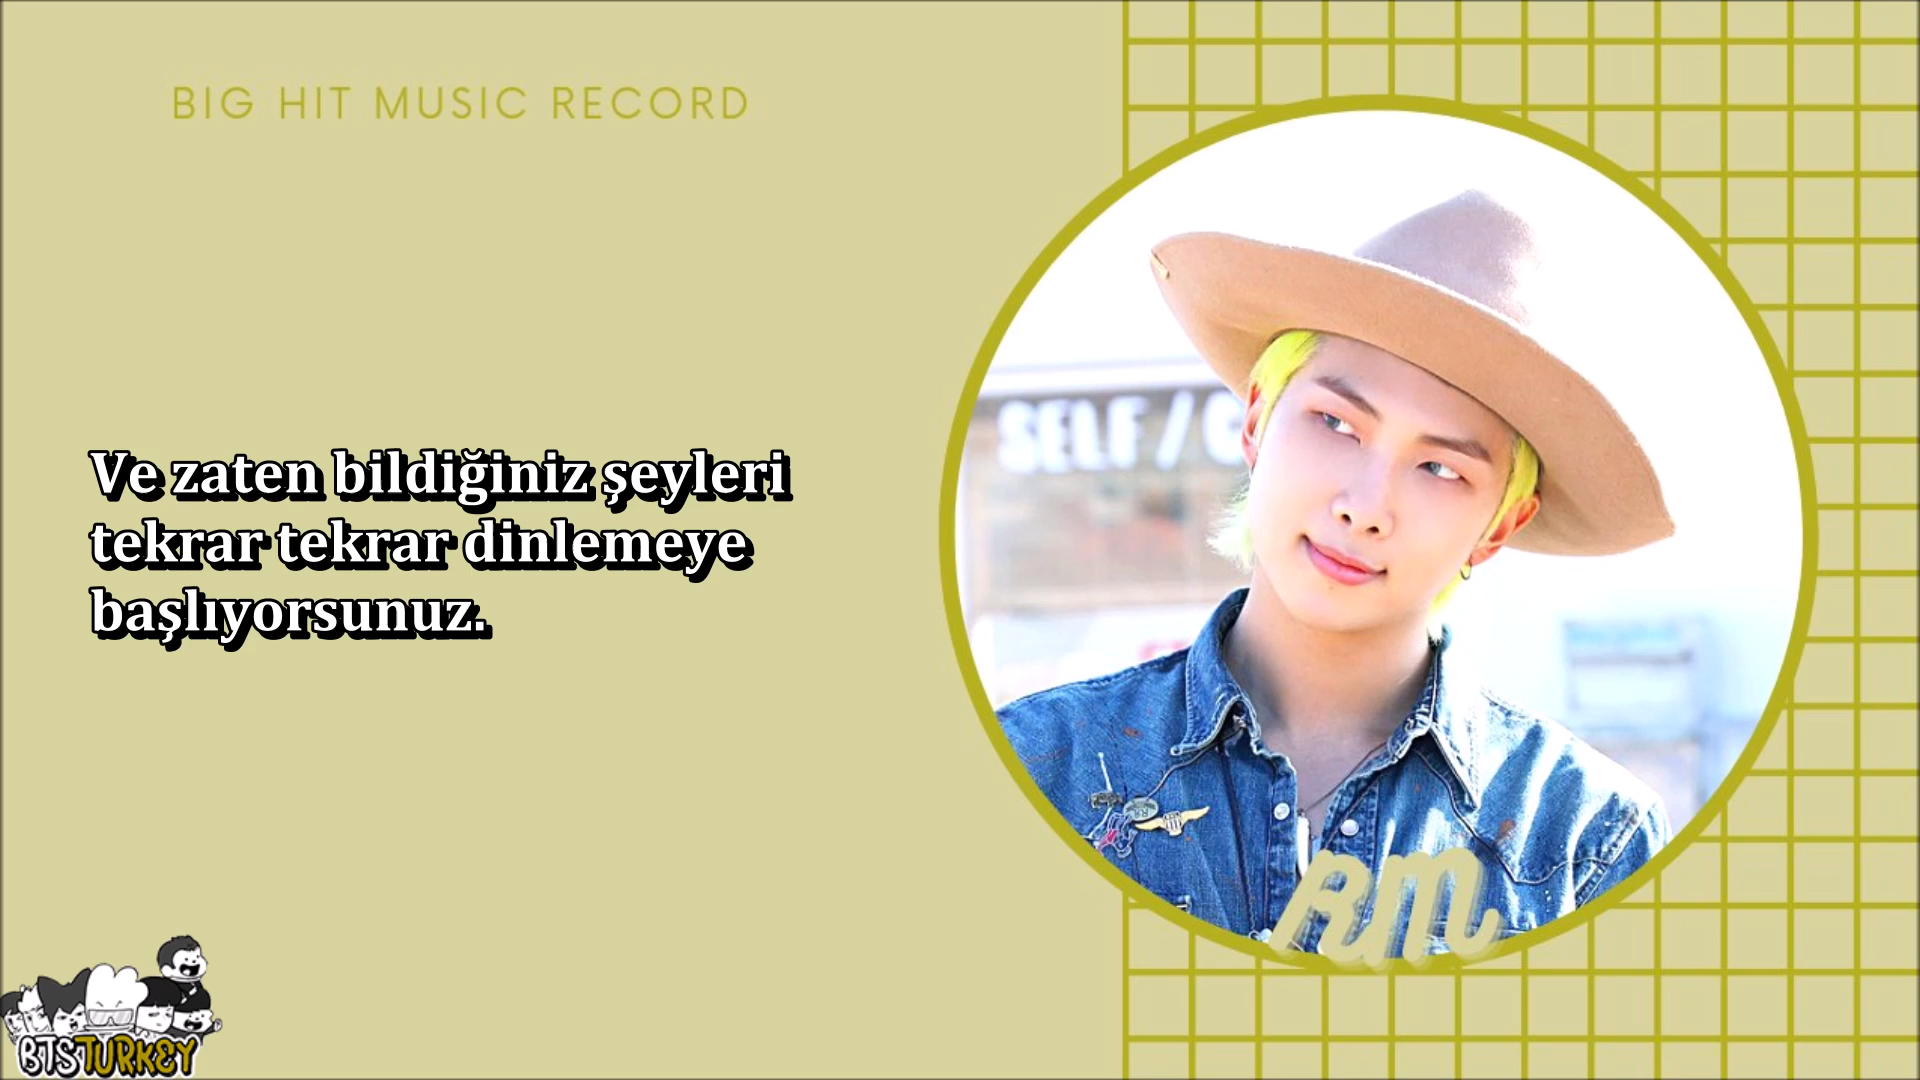 BIG HIT MUSIC RECORD
SELF / C
Ve zaten bildiğiniz şeyleri
tekrar tekrar dinlemeye
başlıyorsunuz.
RM
BTS TURKEY